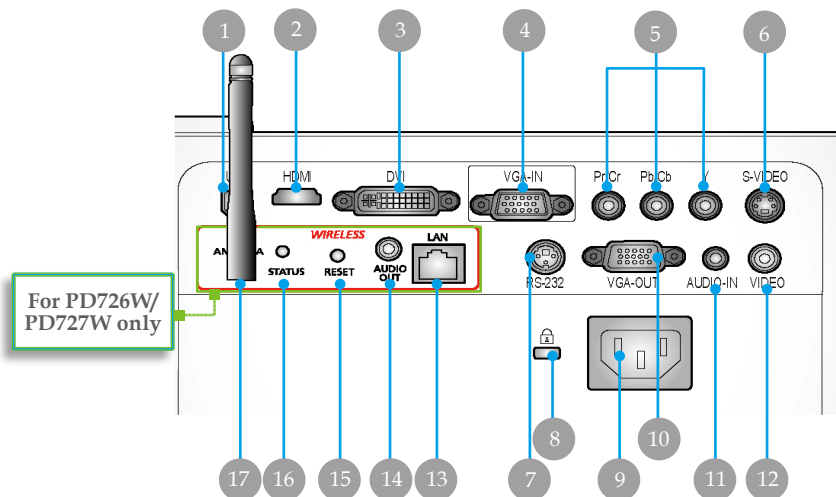 1 2 3 4 5 6
HDMI DVI VGA-IN Pr/Cr Pb/Cb Y S-VIDEO
WIRELESS
LAN
STATUS RESET AUDIO OUT
RS-232 VGA-OUT AUDIO-IN VIDEO
For PD726W/
PD727W only
8 10
17 16 15 14 13 7 9 11 12